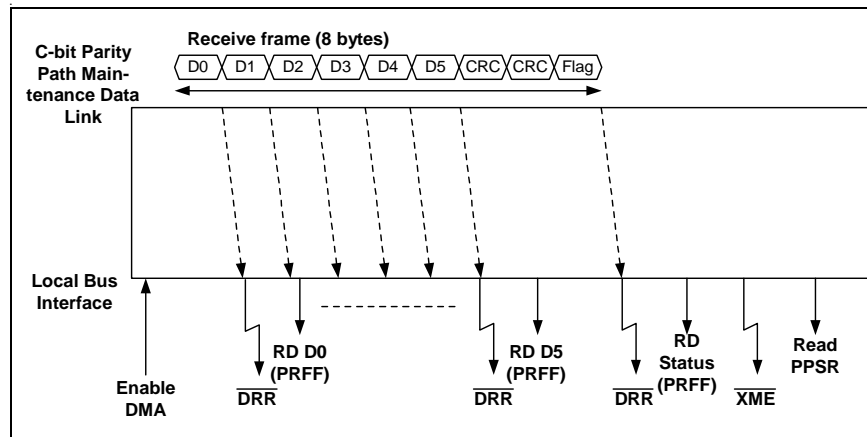 C-bit Parity
Path Main-
tenance Data
Link
Receive frame (8 bytes)
D0 D1 D2 D3 D4 D5 CRC CRC Flag
Local Bus
Interface
Enable
DMA
DRR
RD D0
(PRFF)
DRR
RD D5
(PRFF)
DRR
RD
Status
(PRFF)
XME
Read
PPSR